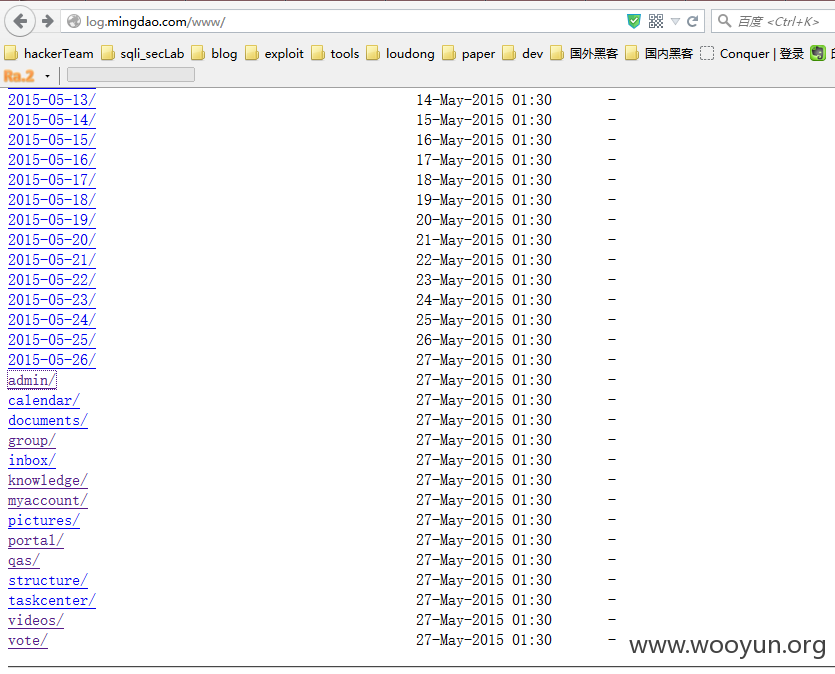 log.mingdao.com/www/ 百度 <Ctrl+K>
hackerTeam sqli_secLab blog exploit tools loudong paper dev 国外黑客 国内黑客 Conquer | 登录
Ra.2
2015-05-13/ 14-May-2015 01:30 -
2015-05-14/ 15-May-2015 01:30 -
2015-05-15/ 16-May-2015 01:30 -
2015-05-16/ 17-May-2015 01:30 -
2015-05-17/ 18-May-2015 01:30 -
2015-05-18/ 19-May-2015 01:30 -
2015-05-19/ 20-May-2015 01:30 -
2015-05-20/ 21-May-2015 01:30 -
2015-05-21/ 22-May-2015 01:30 -
2015-05-22/ 23-May-2015 01:30 -
2015-05-23/ 24-May-2015 01:30 -
2015-05-24/ 25-May-2015 01:30 -
2015-05-25/ 26-May-2015 01:30 -
2015-05-26/ 27-May-2015 01:30 -
admin/ 27-May-2015 01:30 -
calendar/ 27-May-2015 01:30 -
documents/ 27-May-2015 01:30 -
group/ 27-May-2015 01:30 -
inbox/ 27-May-2015 01:30 -
knowledge/ 27-May-2015 01:30 -
myaccount/ 27-May-2015 01:30 -
pictures/ 27-May-2015 01:30 -
portal/ 27-May-2015 01:30 -
qas/ 27-May-2015 01:30 -
structure/ 27-May-2015 01:30 -
taskcenter/ 27-May-2015 01:30 -
videos/ 27-May-2015 01:30 -
vote/ 27-May-2015 01:30 -
www.wooyun.org